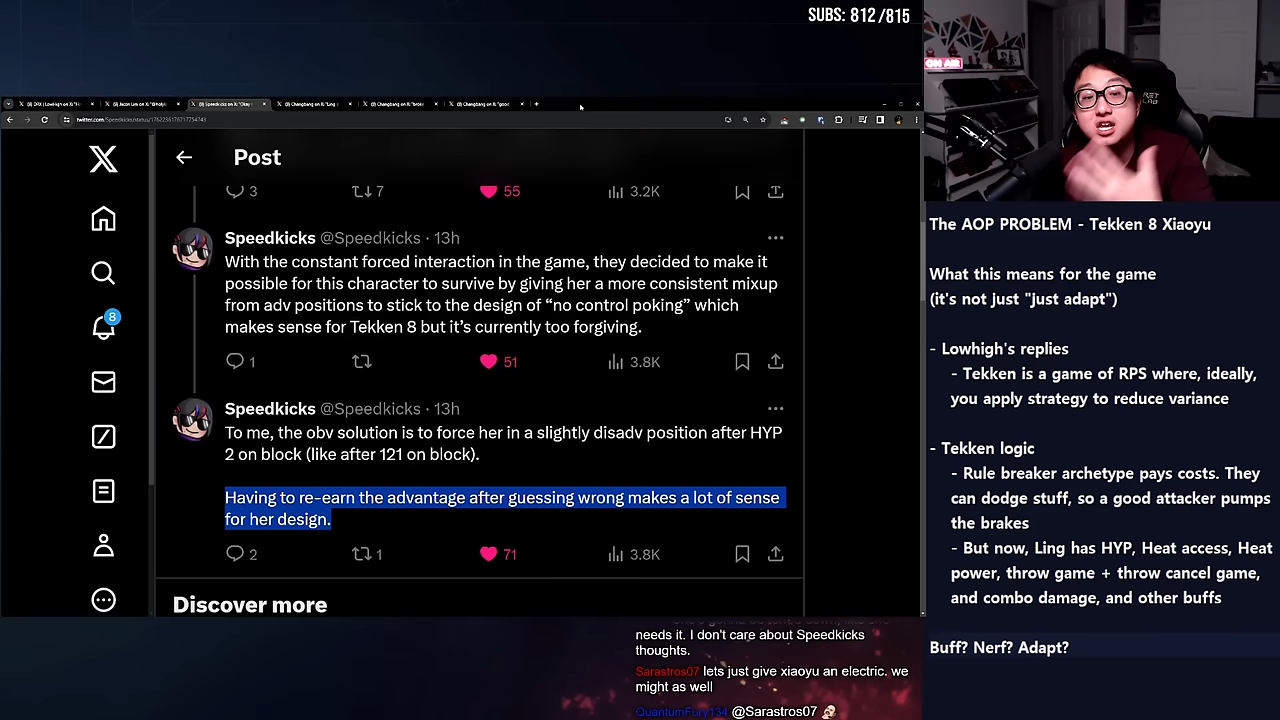 SUBS: 812/815
ON AIR
twitter.com/Speedkicks/status/1762236176717754743
Post
3
7
55
3.2K
Speedkicks @Speedkicks · 13h
With the constant forced interaction in the game, they decided to make it
possible for this character to survive by giving her a more consistent mixup
from adv positions to stick to the design of “no control poking” which
makes sense for Tekken 8 but it’s currently too forgiving.
8
1
51
3.8K
Speedkicks @Speedkicks · 13h
To me, the obv solution is to force her in a slightly disadv position after HYP
2 on block (like after 121 on block).
Having to re-earn the advantage after guessing wrong makes a lot of sense
for her design.
2
1
71
3.8K
Discover more
needs it. I don't care about Speedkicks
thoughts.
Sarastros07 lets just give xiaoyu an electric. we
might as well
QuantumFury134 @Sarastros07
The AOP PROBLEM - Tekken 8 Xiaoyu
What this means for the game
(it's not just "just adapt")
- Lowhigh's replies
- Tekken is a game of RPS where, ideally,
you apply strategy to reduce variance
- Tekken logic
- Rule breaker archetype pays costs. They
can dodge stuff, so a good attacker pumps
the brakes
- But now, Ling has HYP, Heat access, Heat
power, throw game + throw cancel game,
and combo damage, and other buffs
Buff? Nerf? Adapt?